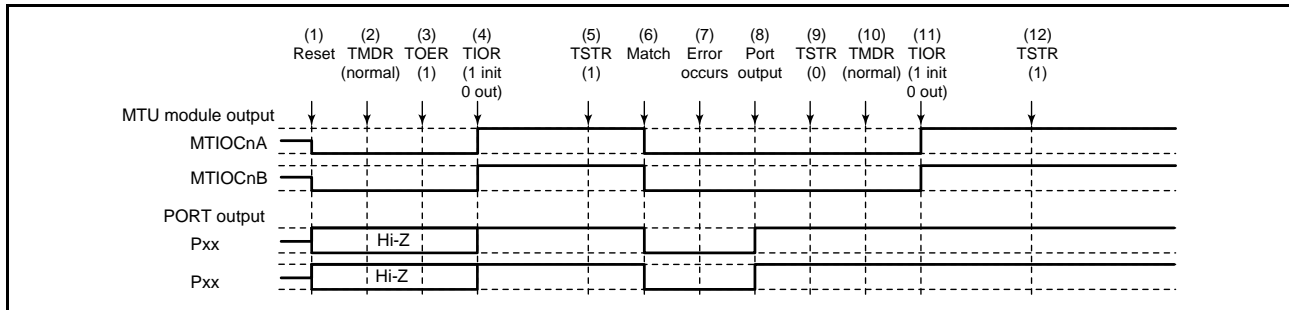 (1) (2) (3) (4) (5) (6) (7) (8) (9) (10) (11) (12)
Reset TMDR TOER TIOR TSTR Match Error Port TSTR TMDR TIOR TSTR
(normal) (1) (1 init (1) occurs output (0) (normal) (1 init (1)
0 out) 0 out)
MTU module output
MTIOCnA
MTIOCnB
PORT output
Pxx Hi-Z
Pxx Hi-Z